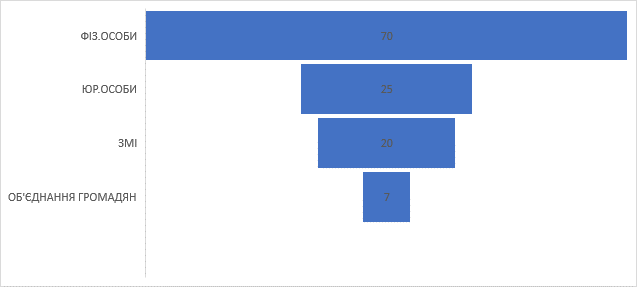 ФІЗ.ОСОБИ 70
ЮР.ОСОБИ 25
ЗМІ 20
ОБ'ЄДНАННЯ ГРОМАДЯН 7